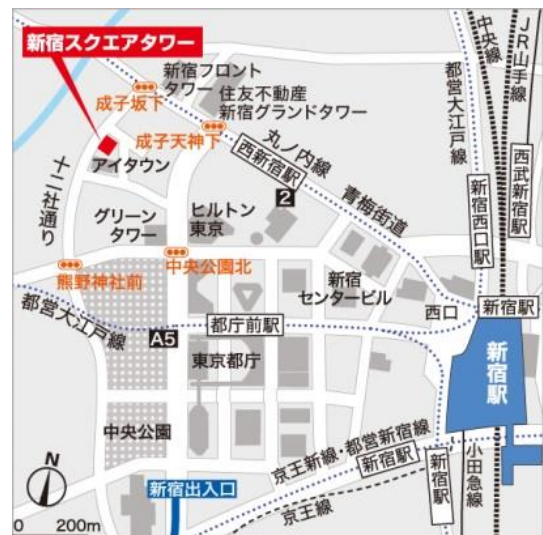 新宿スクエアタワー
新宿フロント
タワー
成子坂下
住友不動産
新宿グランドタワー
成子天神下
アイタウン
丸ノ内線
西新宿駅
青梅街道
十二社通り
グリーン
タワー
ヒルトン
東京
2
中央公園北
熊野神社前
新宿
センタービル
都営大江戸線
中央線
JR山手線
西武新宿駅
新宿西口駅
西口
新宿駅
都営大江戸線
A5
都庁前駅
東京都庁
新宿駅
中央公園
京王新線・都営新宿線
新宿駅
新宿駅
小田急線
京王線
新宿出入口
N
0 200m